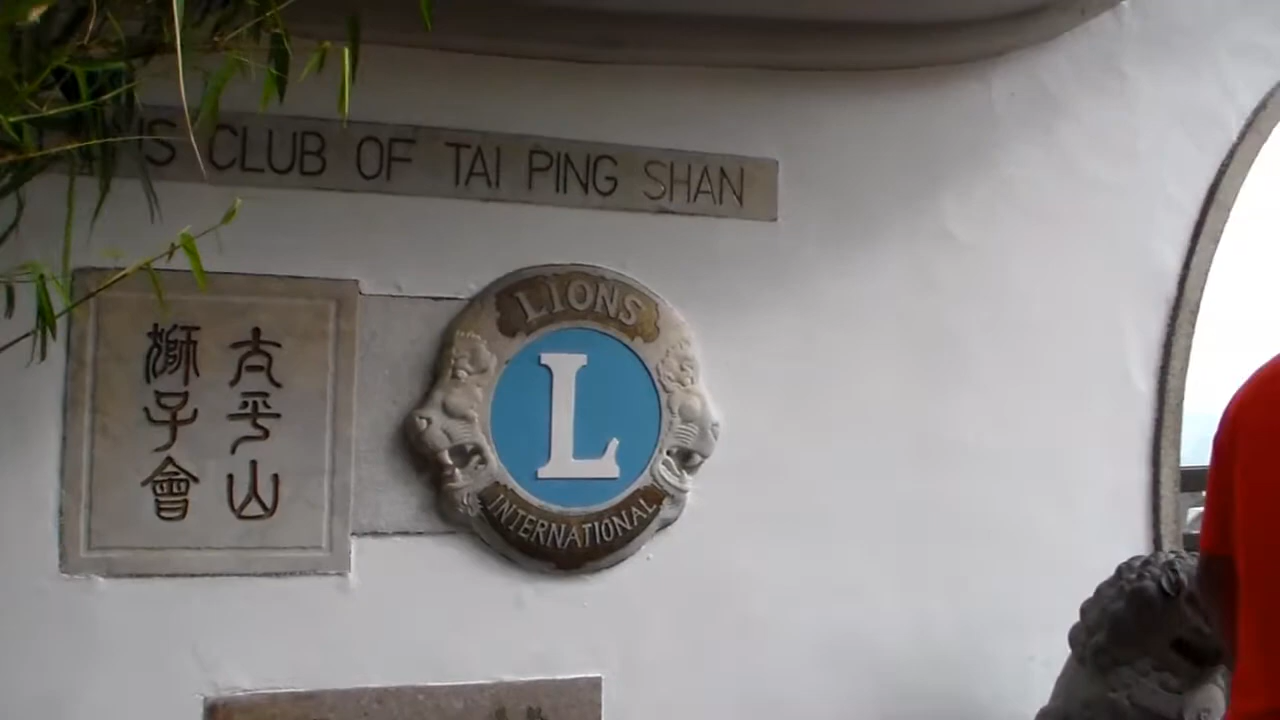 CLUB OF TAI PING SHAN
太平山
獅子會
LIONS
L
INTERNATIONAL